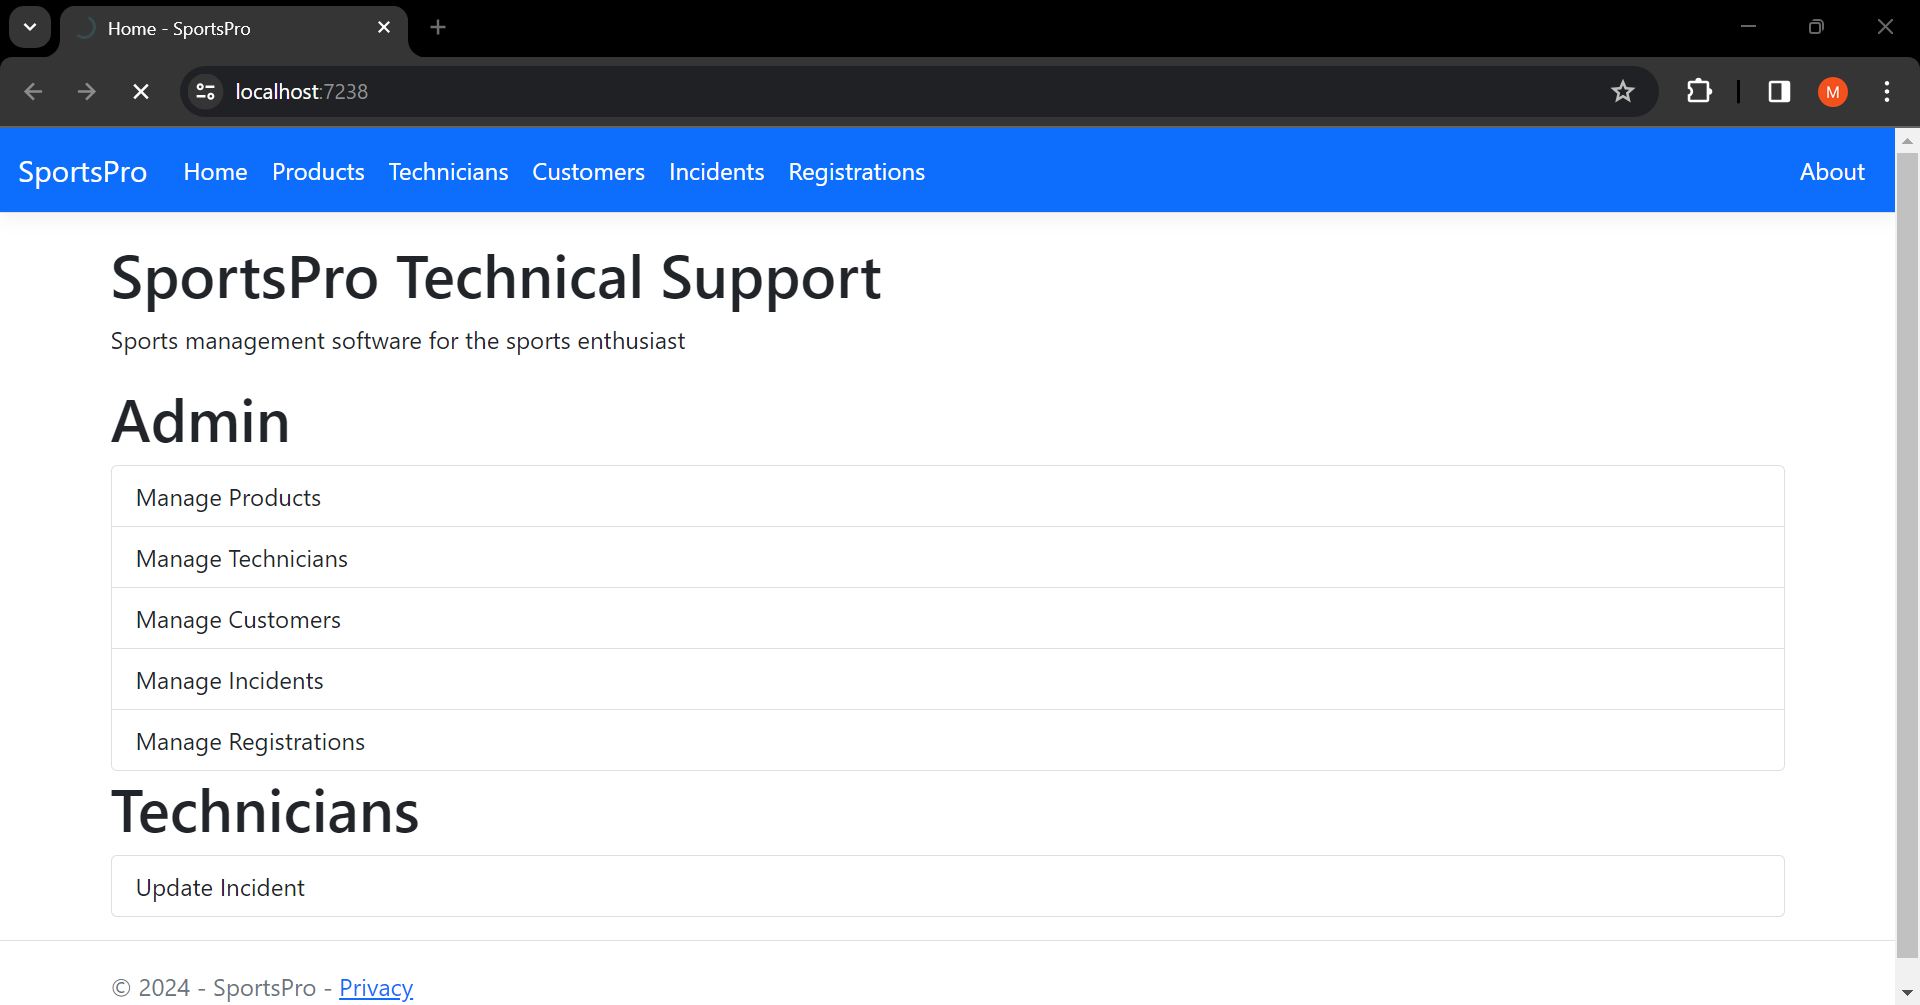 Home - SportsPro
localhost:7238
M
SportsPro Home Products Technicians Customers Incidents Registrations About
SportsPro Technical Support
Sports management software for the sports enthusiast
Admin
Manage Products
Manage Technicians
Manage Customers
Manage Incidents
Manage Registrations
Technicians
Update Incident
© 2024 - SportsPro - Privacy